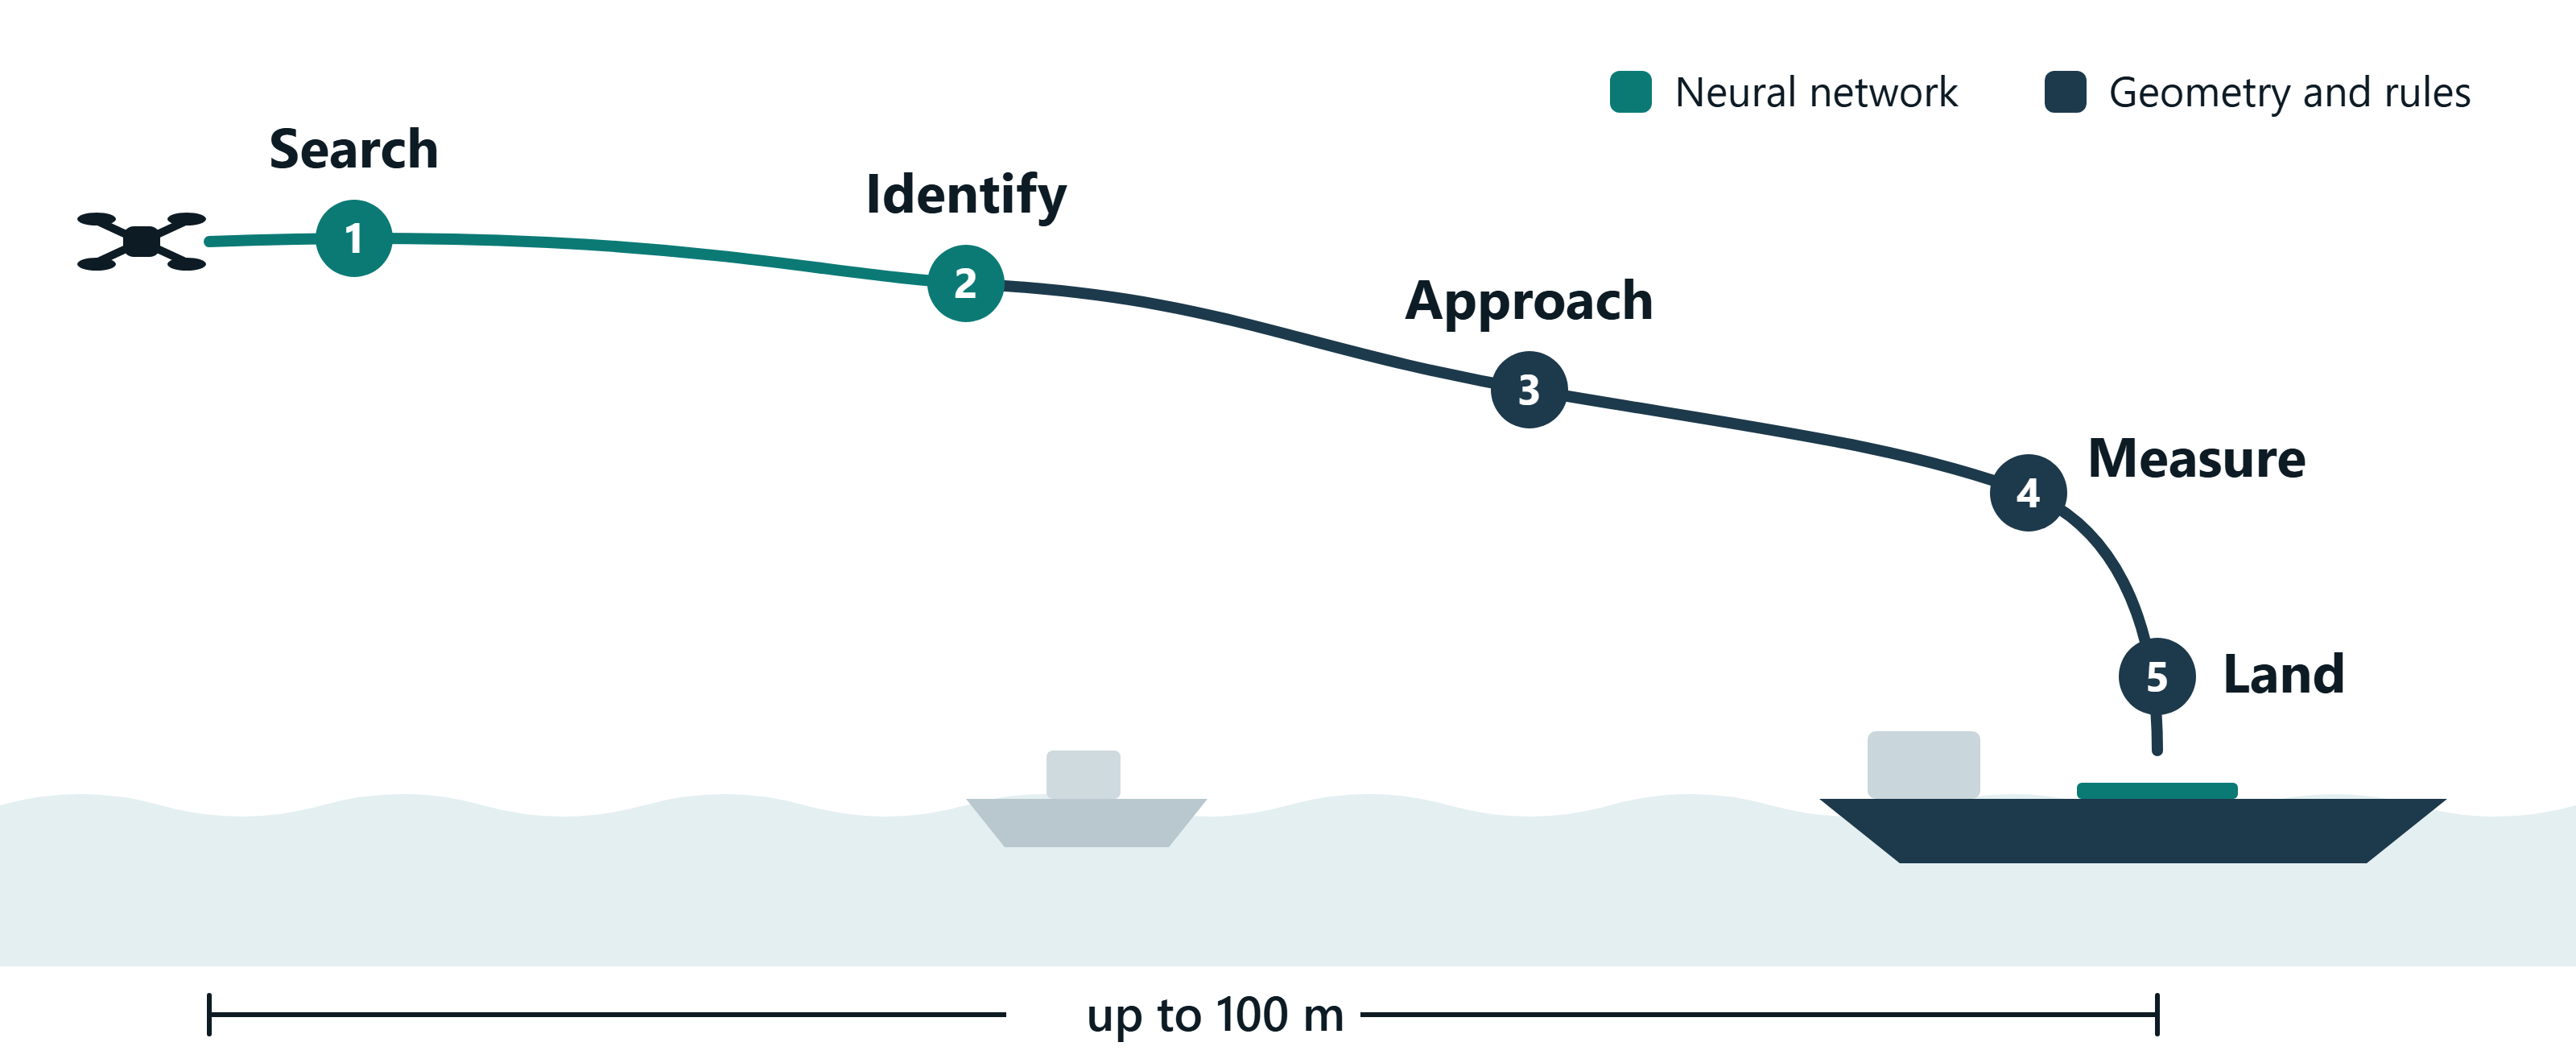 Neural network
Geometry and rules
Search
1
Identify
2
Approach
3
Measure
4
Land
5
up to 100 m